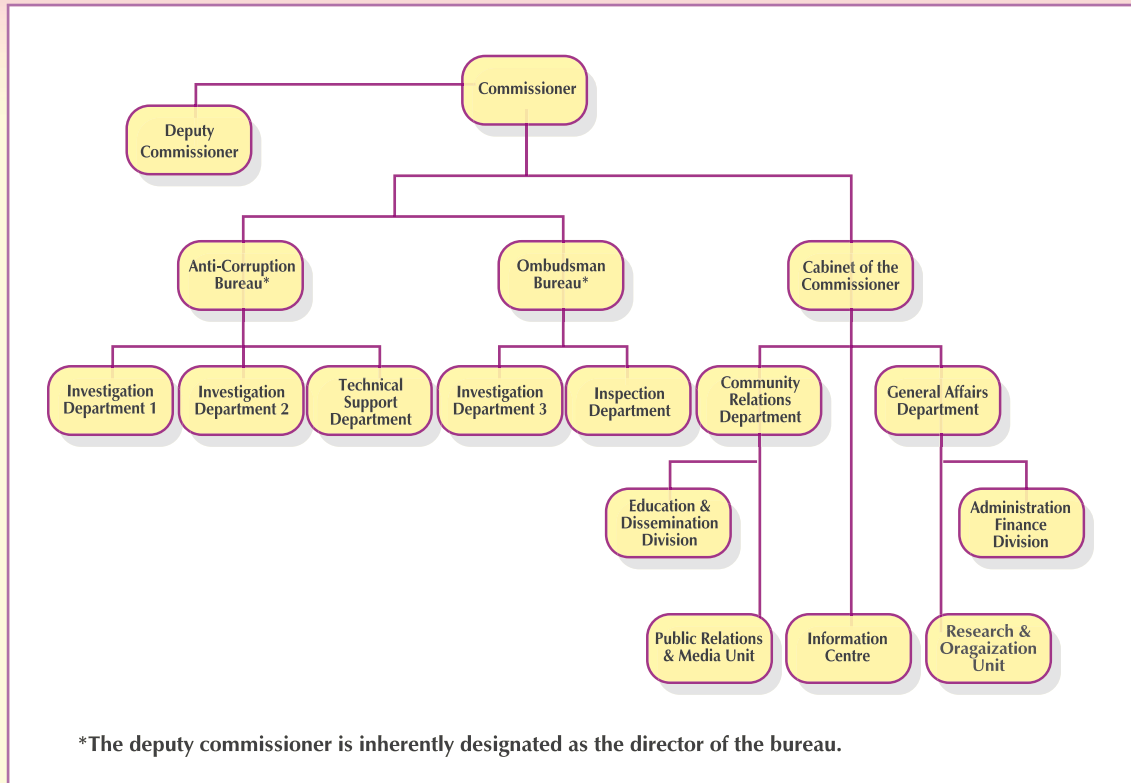 Commissioner
Deputy
Commissioner
Anti-Corruption
Bureau*
Ombudsman
Bureau*
Cabinet of the
Commissioner
Investigation
Department 1
Investigation
Department 2
Technical
Support
Department
Investigation
Department 3
Inspection
Department
Community
Relations
Department
General Affairs
Department
Education &
Dissemination
Division
Administration
Finance
Division
Public Relations
& Media Unit
Information
Centre
Research &
Oragaization
Unit
*The deputy commissioner is inherently designated as the director of the bureau.